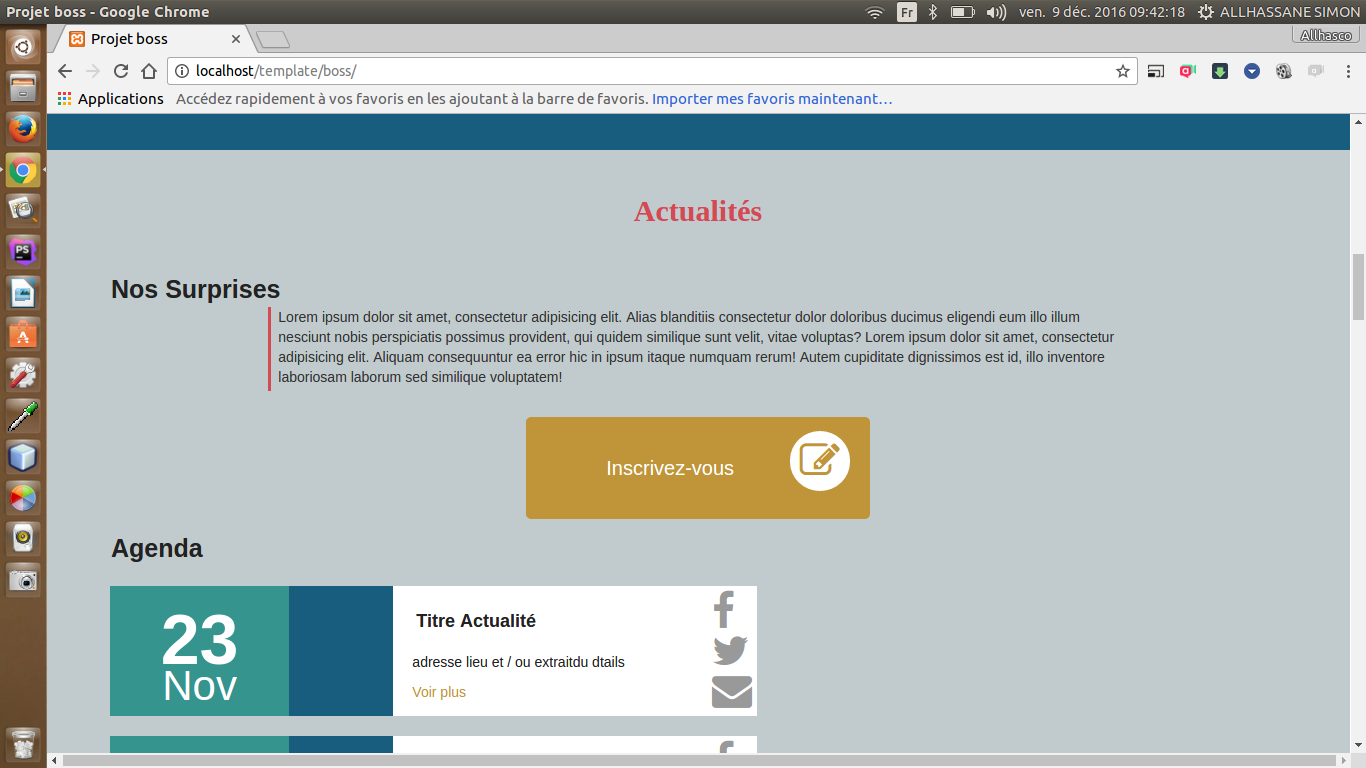 Projet boss - Google Chrome
Fr
ven. 9 déc. 2016 09:42:18
ALLHASSANE SIMON
Projet boss
Allhasco
localhost/template/boss/
Applications
Accédez rapidement à vos favoris en les ajoutant à la barre de favoris. Importer mes favoris maintenant…
Actualités
Nos Surprises
Lorem ipsum dolor sit amet, consectetur adipisicing elit. Alias blanditiis consectetur dolor doloribus ducimus eligendi eum illo illum
nesciunt nobis perspiciatis possimus provident, qui quidem similique sunt velit, vitae voluptas? Lorem ipsum dolor sit amet, consectetur
adipisicing elit. Aliquam consequuntur ea error hic in ipsum itaque numquam rerum! Autem cupiditate dignissimos est id, illo inventore
laboriosam laborum sed similique voluptatem!
Inscrivez-vous
Agenda
23
Nov
Titre Actualité
adresse lieu et / ou extraitdu dtails
Voir plus
PS